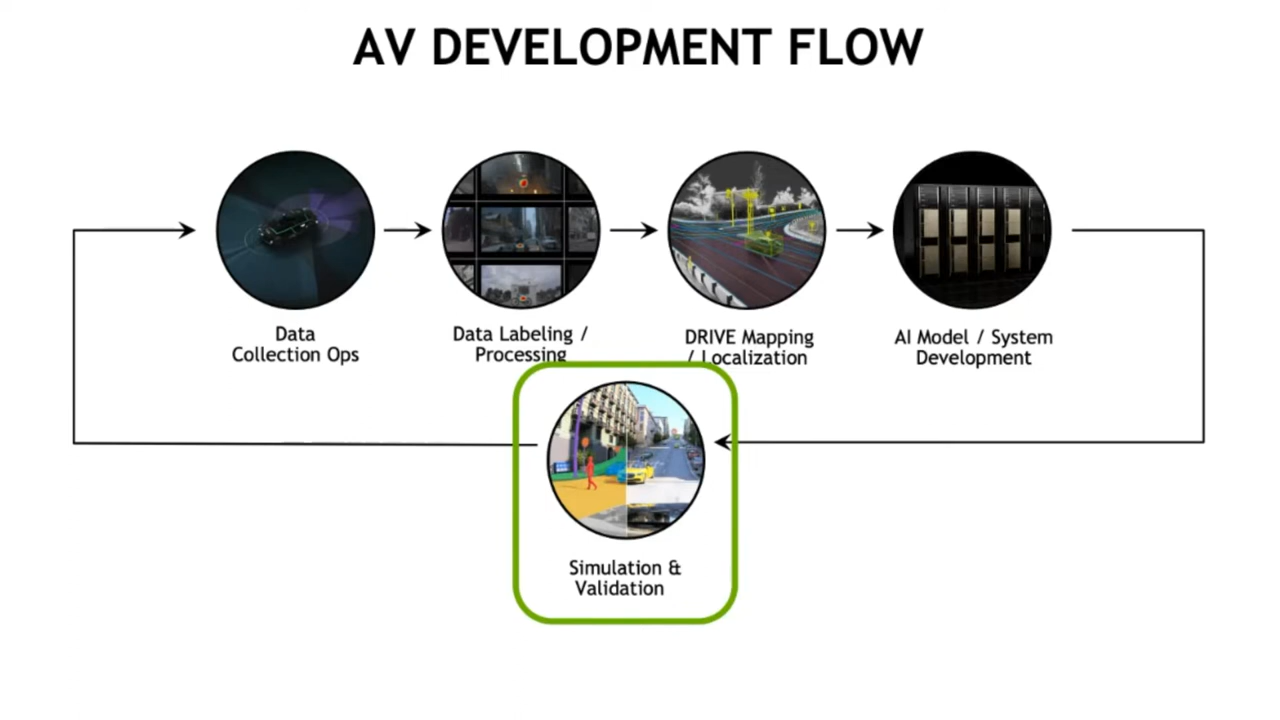 AV DEVELOPMENT FLOW
Data
Collection Ops
Data Labeling /
Processing
DRIVE Mapping
/ Localization
AI Model / System
Development
Simulation &
Validation